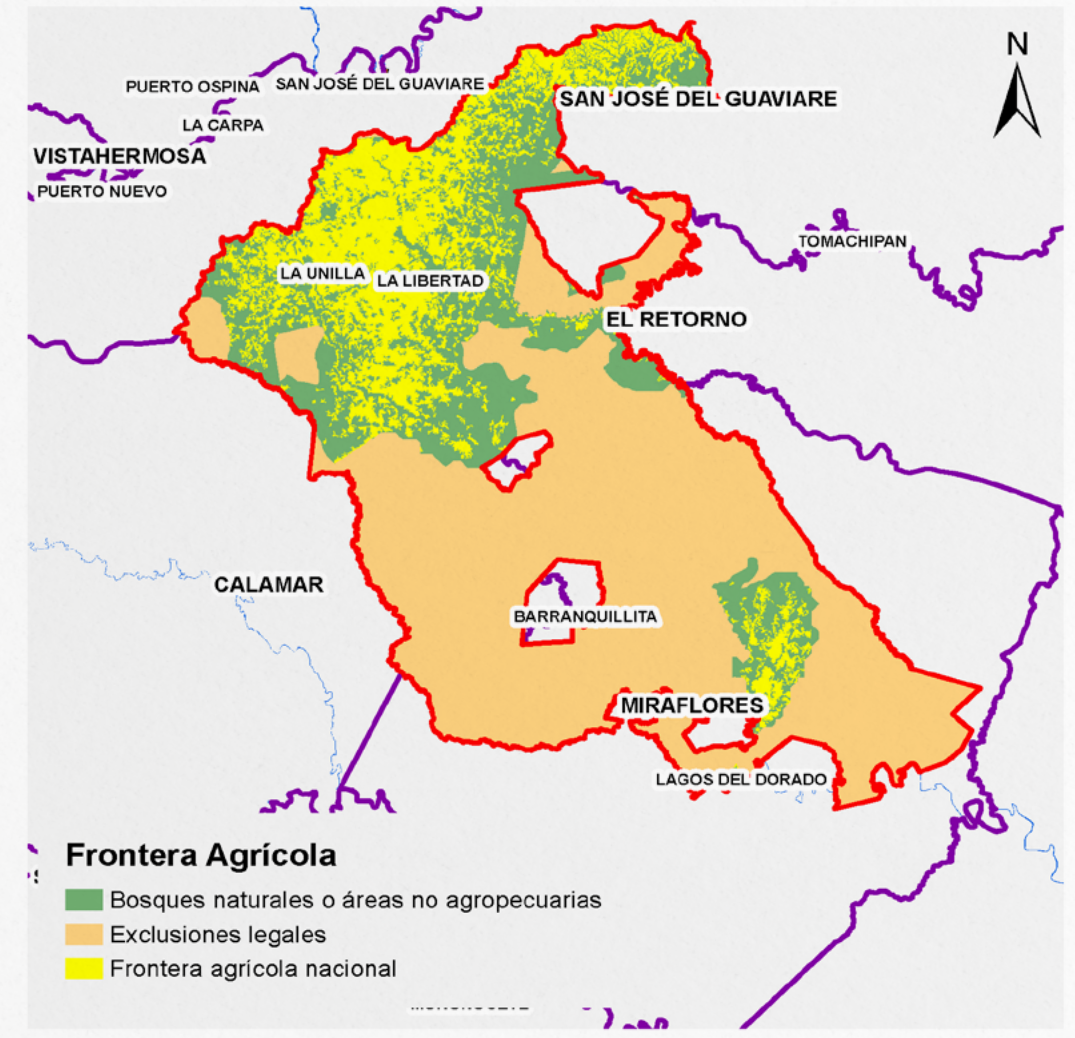 N
PUERTO OSPINA
SAN JOSÉ DEL GUAVIARE
SAN JOSÉ DEL GUAVIARE
LA CARPA
VISTAHERMOSA
PUERTO NUEVO
TOMACHIPAN
LA UNILLA
LA LIBERTAD
EL RETORNO
CALAMAR
BARRANQUILLITA
MIRAFLORES
LAGOS DEL DORADO
Frontera Agrícola
Bosques naturales o áreas no agropecuarias
Exclusiones legales
Frontera agrícola nacional